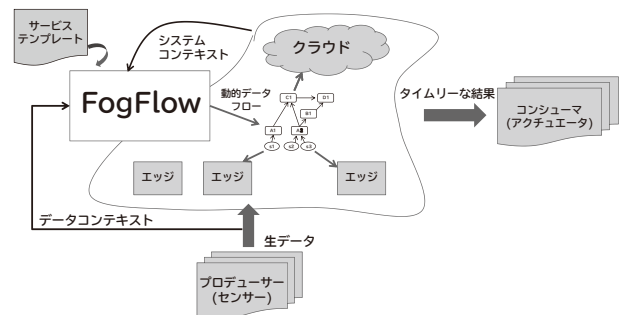 サービス
テンプレート
システム
コンテキスト
クラウド
FogFlow
動的データ
フロー
C1
D1
B1
A1
s1
s2
s3
タイムリーな結果
コンシューマ
(アクチュエータ)
エッジ
エッジ
エッジ
データコンテキスト
生データ
プロデューサー
(センサー)